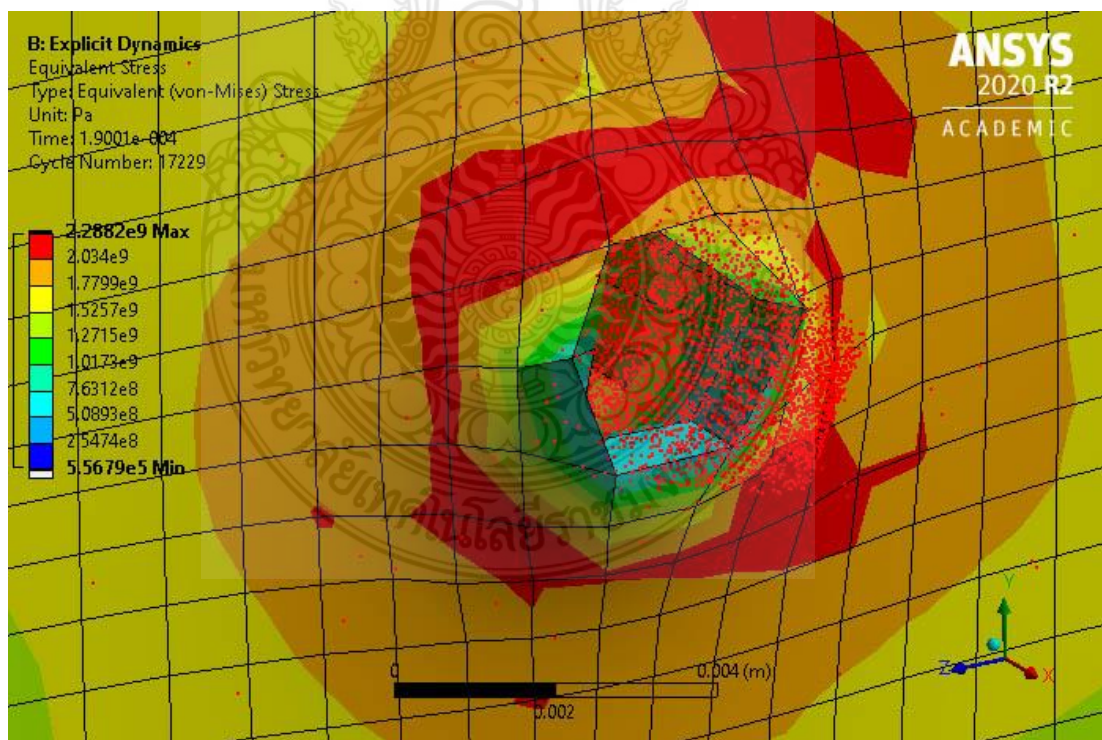 B: Explicit Dynamics
Equivalent Stress
Type: Equivalent (von-Mises) Stress
Unit: Pa
Time: 1.9001e-004
Cycle Number: 17229
2.2882e9 Max
2.034e9
1.7799e9
1.5257e9
1.2715e9
1.0173e9
7.6312e8
5.0893e8
2.5474e8
5.5679e5 Min
ANSYS
2020 R2
ACADEMIC
0
0.004 (m)
0.002
Y
Z
X